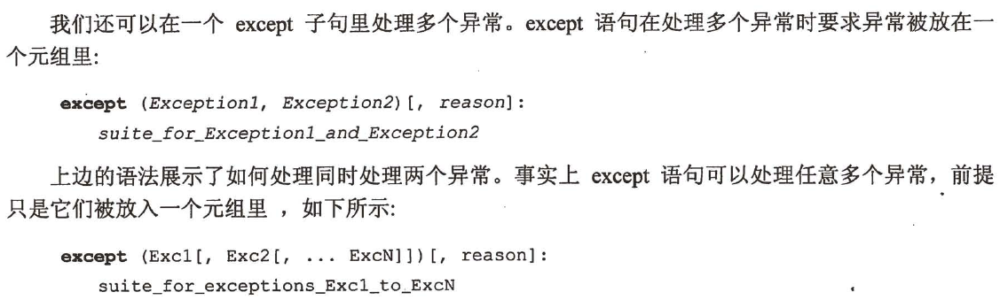 我们还可以在一个 except 子句里处理多个异常。except 语句在处理多个异常时要求异常被放在一
个元组里:
except (Exception1, Exception2)[, reason]:
suite_for_Exception1_and_Exception2
上边的语法展示了如何处理同时处理两个异常。事实上 except 语句可以处理任意多个异常，前提
只是它们被放入一个元组里 ，如下所示:
except (Exc1[, Exc2[, ... ExcN]])[, reason]:
suite_for_exceptions_Exc1_to_ExcN